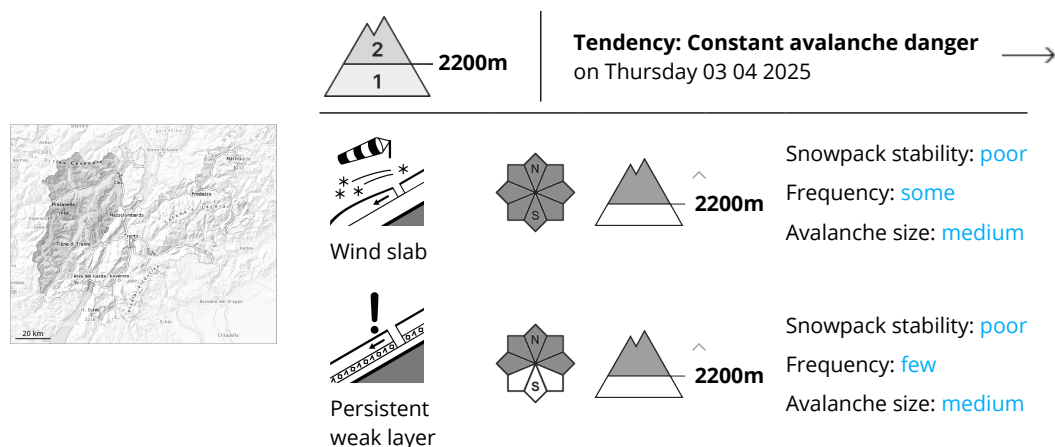 2
1
2200m
Tendency: Constant avalanche danger
on Thursday 03 04 2025
20 km
Wind slab
N
S
2200m
Snowpack stability: poor
Frequency: some
Avalanche size: medium
Persistent
weak layer
N
S
2200m
Snowpack stability: poor
Frequency: few
Avalanche size: medium